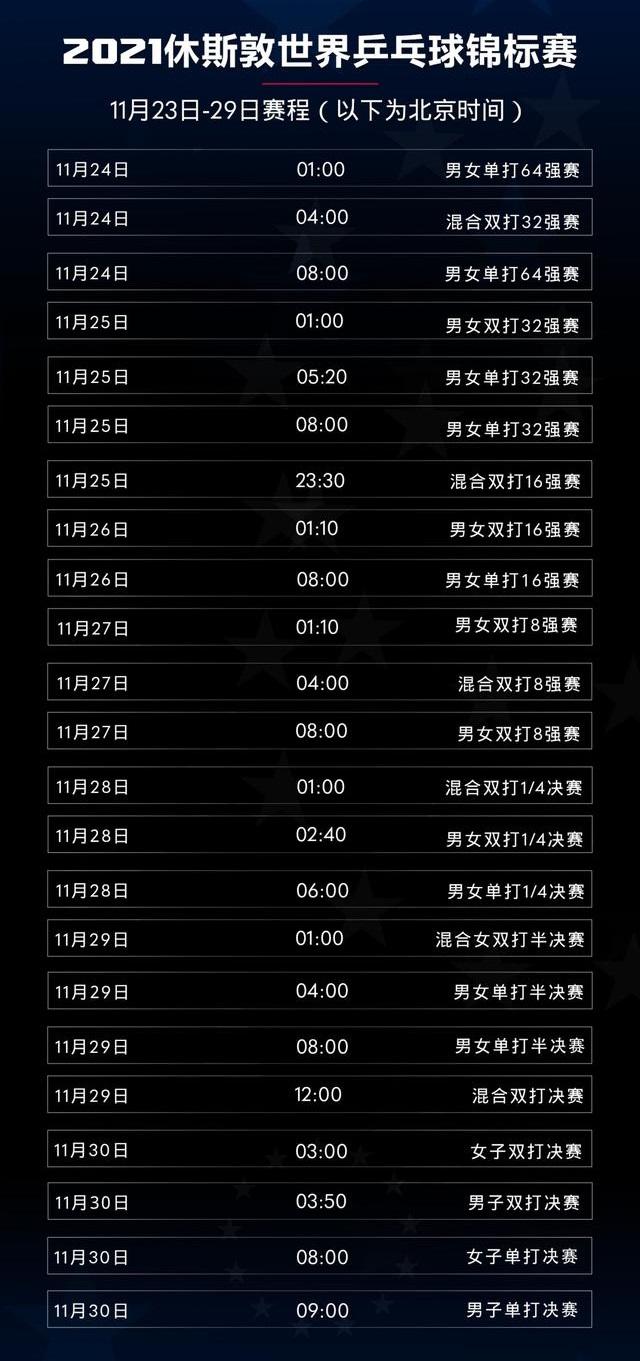 2021休斯敦世界乒乓球锦标赛
11月23日-29日赛程（以下为北京时间）
11月24日 01:00 男女单打64强赛
11月24日 04:00 混合双打32强赛
11月24日 08:00 男女单打64强赛
11月25日 01:00 男女双打32强赛
11月25日 05:20 男女单打32强赛
11月25日 08:00 男女单打32强赛
11月25日 23:30 混合双打16强赛
11月26日 01:10 男女双打16强赛
11月26日 08:00 男女单打16强赛
11月27日 01:10 男女双打8强赛
11月27日 04:00 混合双打8强赛
11月27日 08:00 男女双打8强赛
11月28日 01:00 混合双打1/4决赛
11月28日 02:40 男女双打1/4决赛
11月28日 06:00 男女单打1/4决赛
11月29日 01:00 混合女双打半决赛
11月29日 04:00 男女单打半决赛
11月29日 08:00 男女单打半决赛
11月29日 12:00 混合双打决赛
11月30日 03:00 女子双打决赛
11月30日 03:50 男子双打决赛
11月30日 08:00 女子单打决赛
11月30日 09:00 男子单打决赛